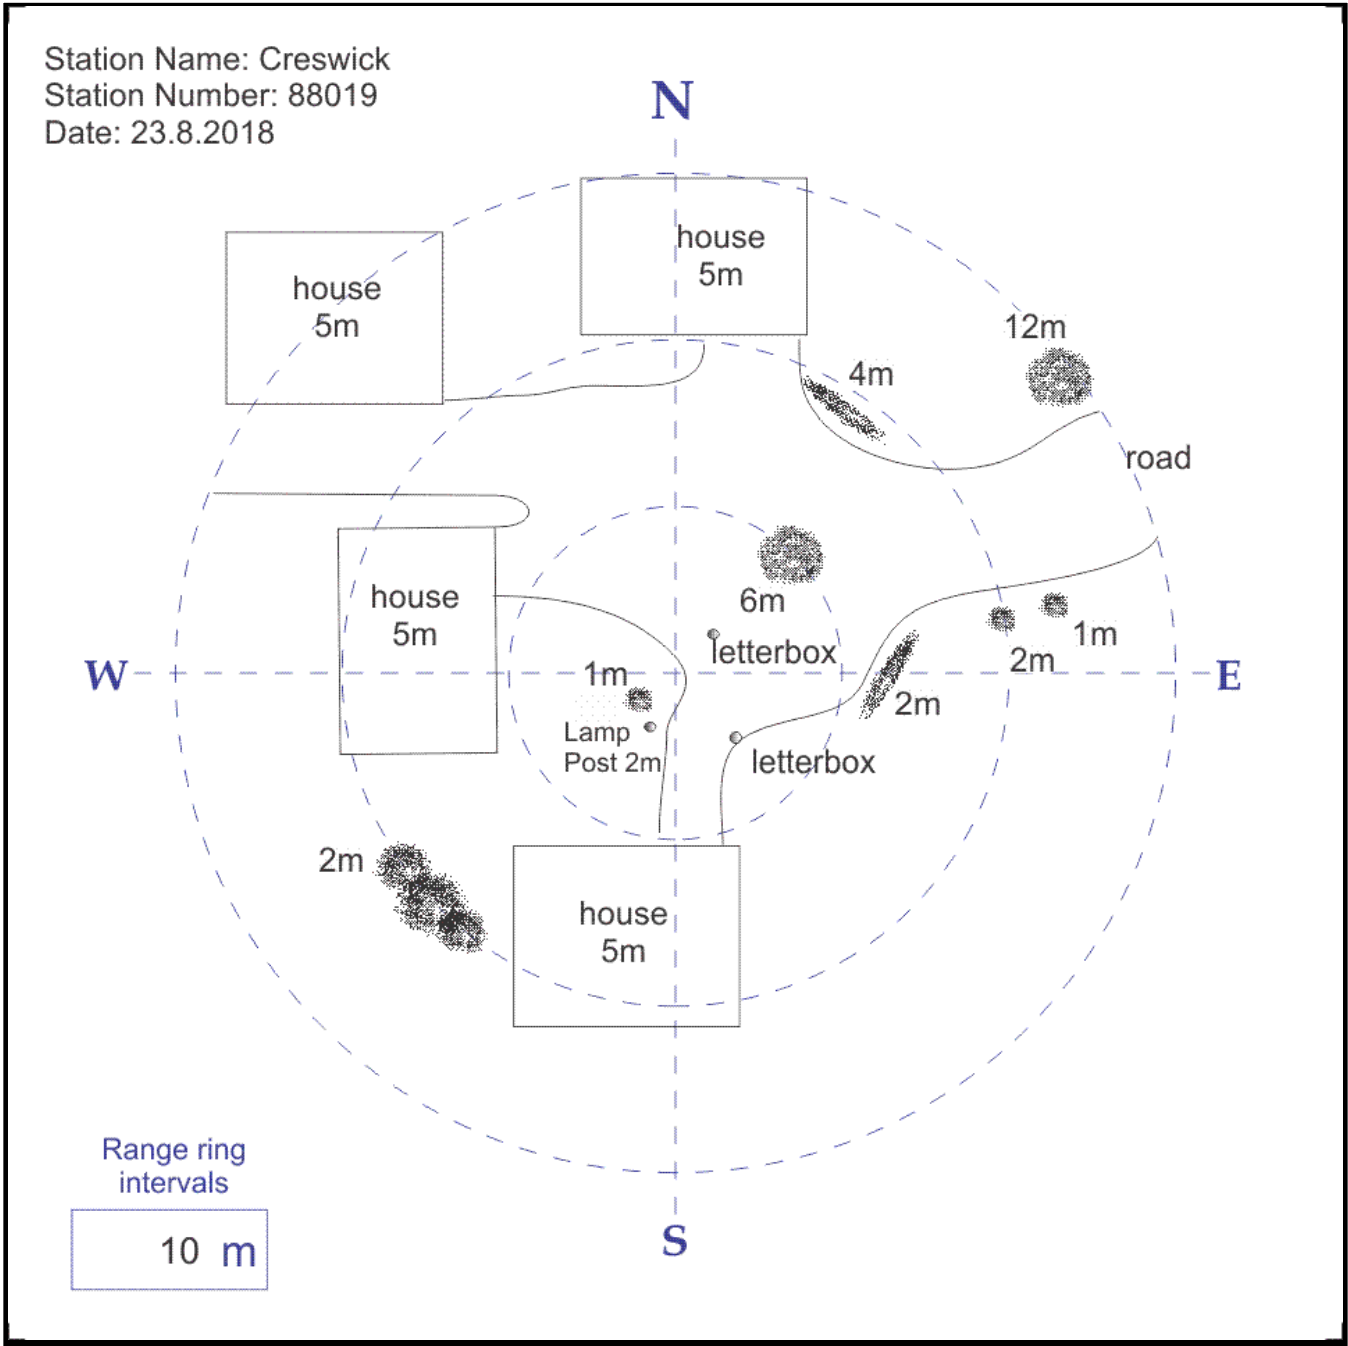 Station Name: Creswick
Station Number: 88019
Date: 23.8.2018
N
house
5m
house
5m
12m
4m
road
house
5m
6m
letterbox
1m
2m
W
E
1m
2m
Lamp
Post 2m
letterbox
2m
house
5m
Range ring
intervals
10 m
S